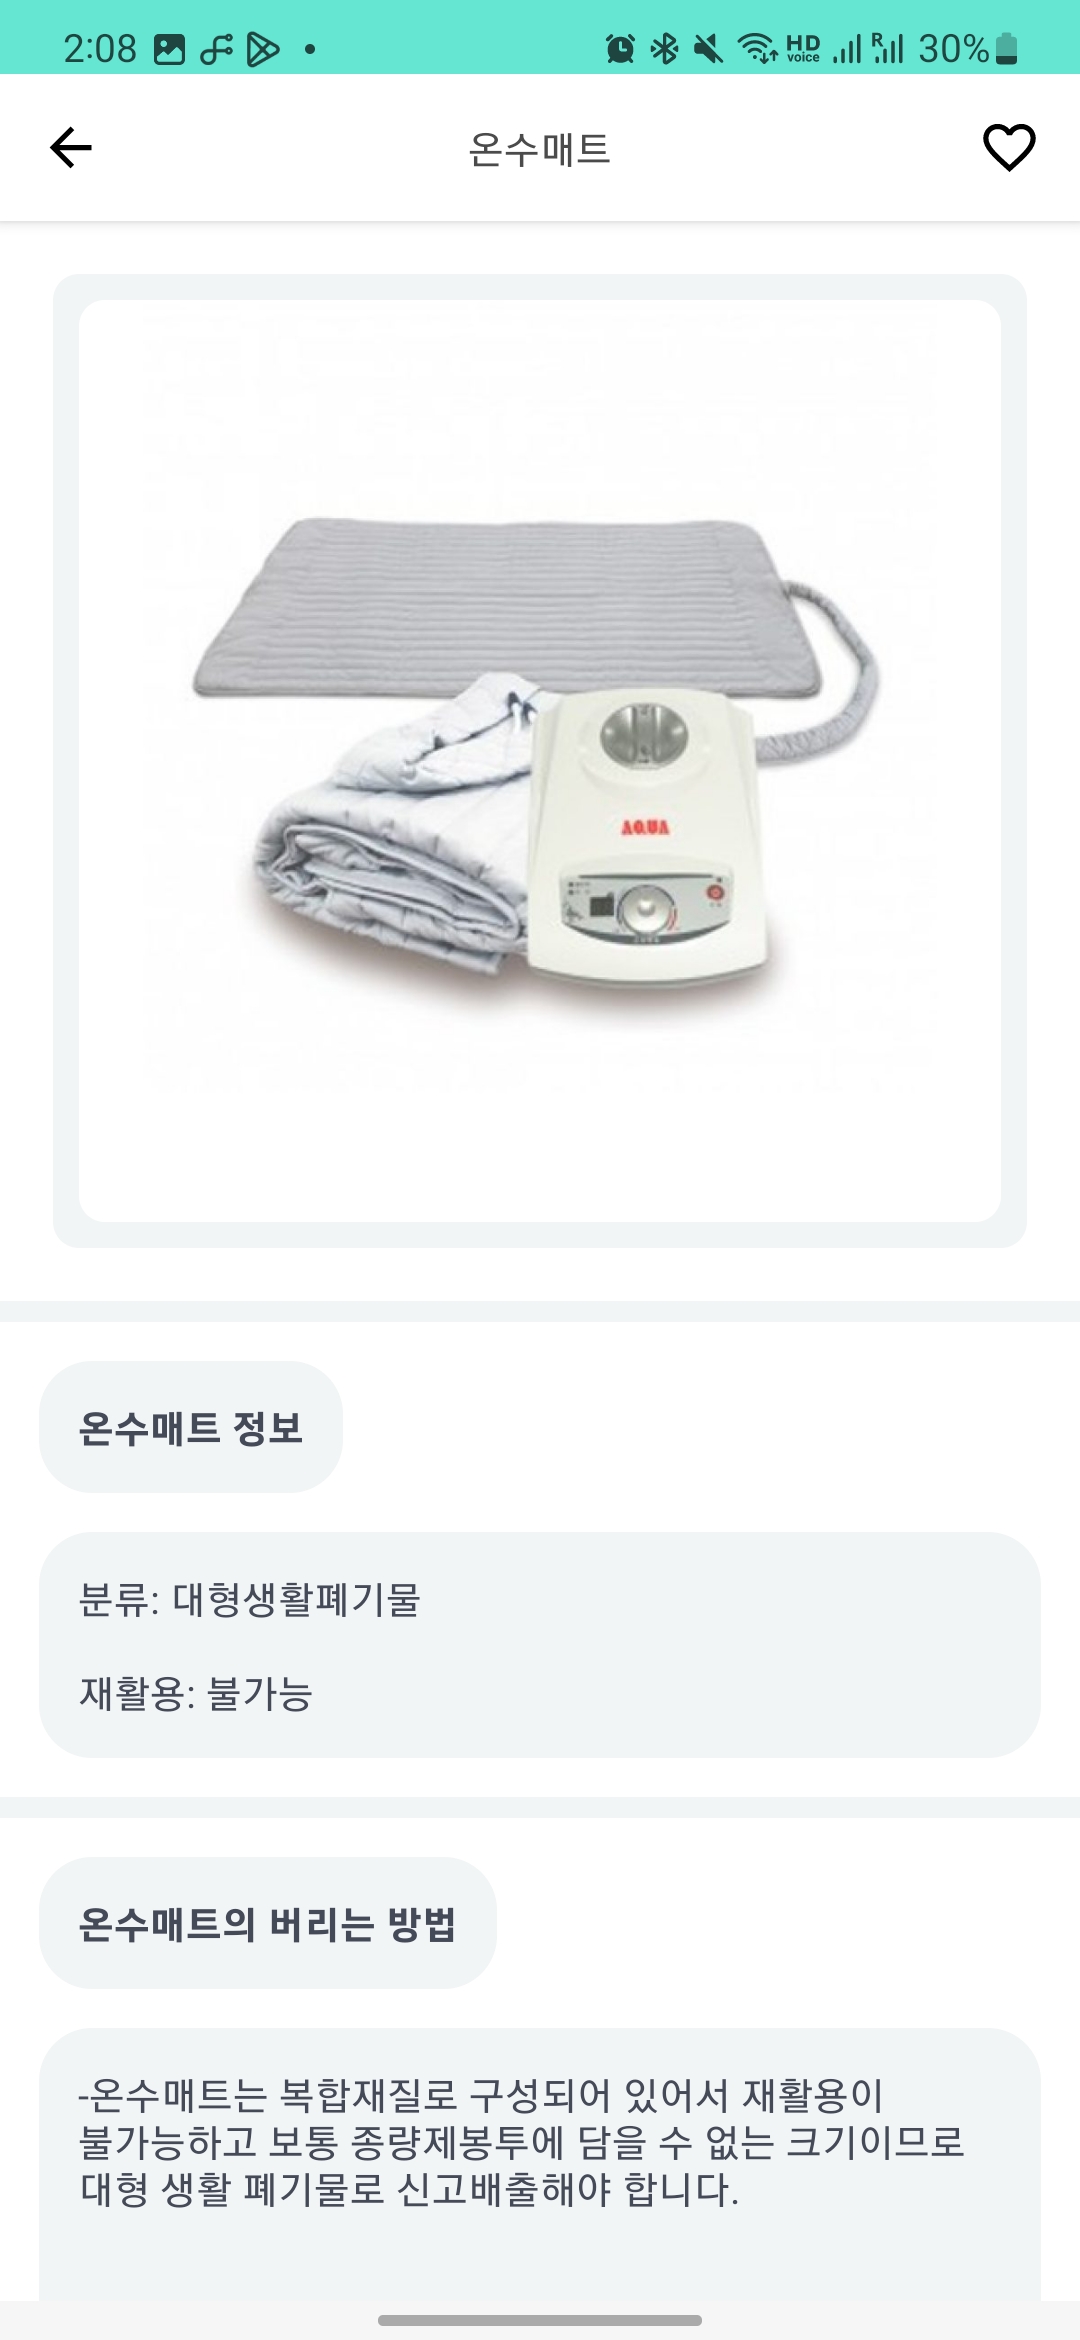 2:08
HD voice
R
30%
온수매트
AQUA
온수매트 정보
분류: 대형생활폐기물
재활용: 불가능
온수매트의 버리는 방법
-온수매트는 복합재질로 구성되어 있어서 재활용이
불가능하고 보통 종량제봉투에 담을 수 없는 크기이므로
대형 생활 폐기물로 신고배출해야 합니다.